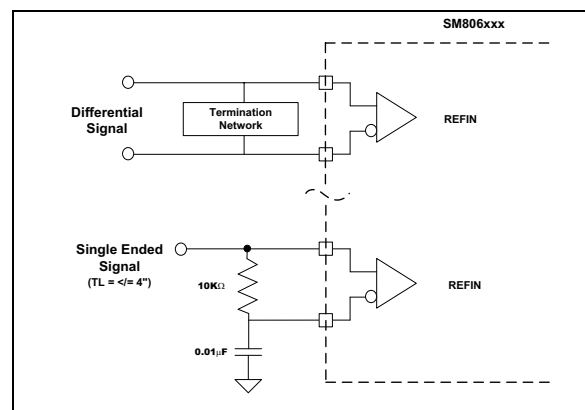 SM806xxx
Differential
Signal
Termination
Network
REFIN
Single Ended
Signal
(TL = </= 4")
10KΩ
REFIN
0.01µF